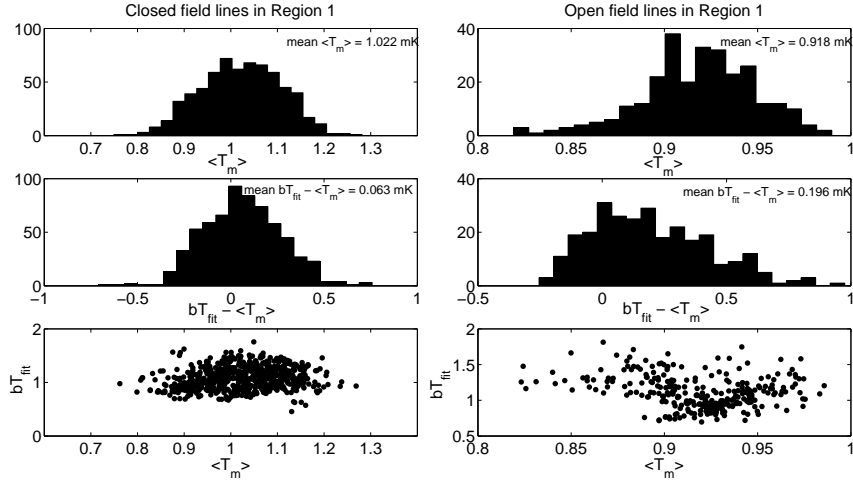 Closed field lines in Region 1
100
50
0
mean <T_m> = 1.022 mK
0.7 0.8 0.9 1 1.1 1.2 1.3
<T_m>
100
50
0
mean bT_fit − <T_m> = 0.063 mK
−1 −0.5 0 0.5 1
bT_fit − <T_m>
2
1
0
bT_fit
0.7 0.8 0.9 1 1.1 1.2 1.3
<T_m>
Open field lines in Region 1
40
20
0
mean <T_m> = 0.918 mK
0.8 0.85 0.9 0.95 1
<T_m>
40
20
0
mean bT_fit − <T_m> = 0.196 mK
−0.5 0 0.5 1
bT_fit − <T_m>
2
1.5
1
0.5
bT_fit
0.8 0.85 0.9 0.95 1
<T_m>